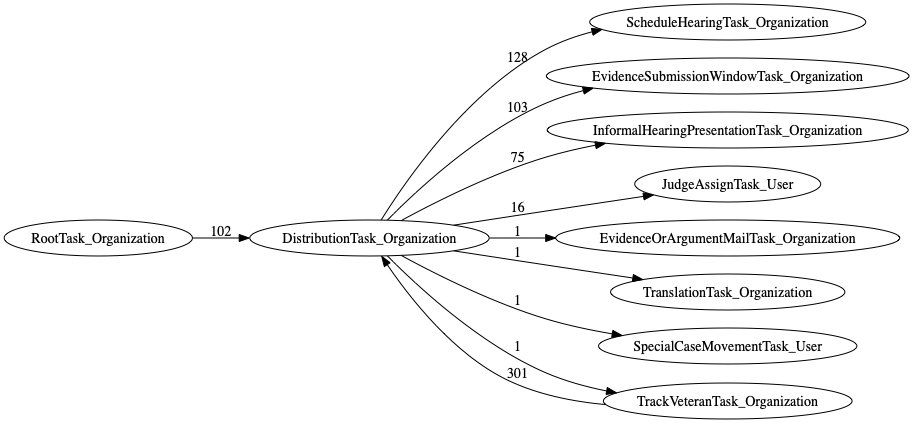 ScheduleHearingTask_Organization
128
EvidenceSubmissionWindowTask_Organization
103
InformalHearingPresentationTask_Organization
75
JudgeAssignTask_User
16
RootTask_Organization
102
DistributionTask_Organization
1
EvidenceOrArgumentMailTask_Organization
1
TranslationTask_Organization
1
SpecialCaseMovementTask_User
1
301
TrackVeteranTask_Organization